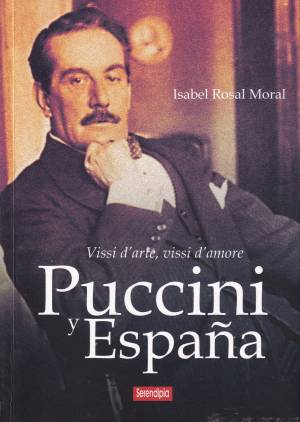 Isabel Rosal Moral
Vissi d'arte, vissi d'amore
Puccini
y España
Serendipia